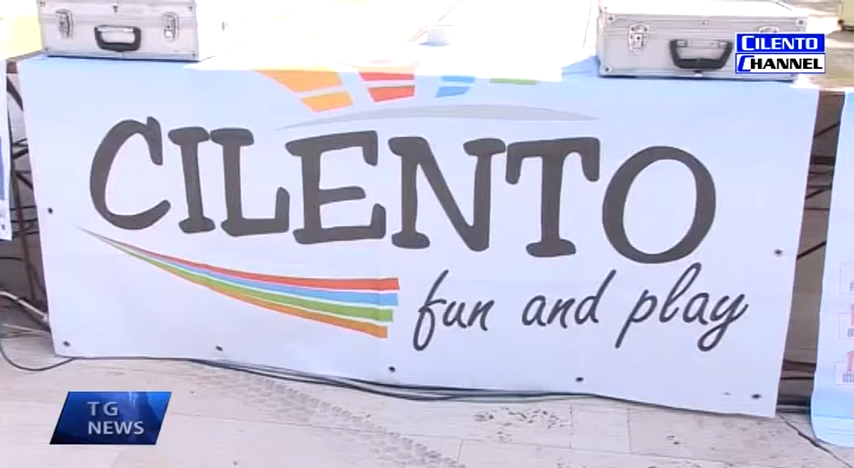 CILENTO
CHANNEL
CILENTO
fun and play
TG
NEWS